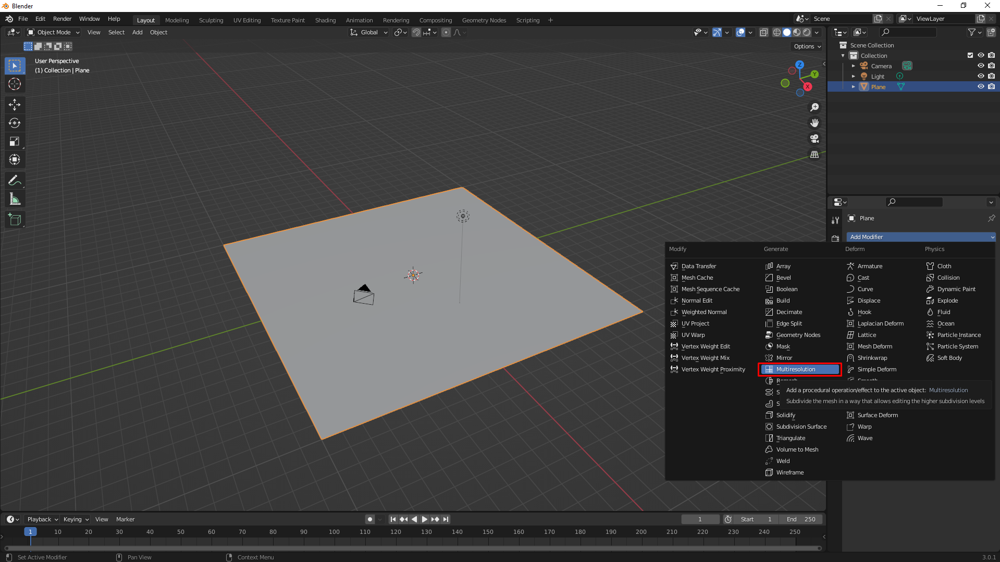 Blender
File Edit Render Window Help Layout Modeling Sculpting UV Editing Texture Paint Shading Animation Rendering Compositing Geometry Nodes Scripting + Scene ViewLayer
Object Mode View Select Add Object Global
Options
User Perspective
(1) Collection | Plane
Z
Y
X
Scene Collection
Collection
Camera
Light
Plane
Plane
Add Modifier
Modify Generate Deform Physics
Data Transfer Array Armature Cloth
Mesh Cache Bevel Cast Collision
Mesh Sequence Cache Boolean Curve Dynamic Paint
Normal Edit Build Displace Explode
Weighted Normal Decimate Hook Fluid
UV Project Edge Split Laplacian Deform Ocean
UV Warp Geometry Nodes Lattice Particle Instance
Vertex Weight Edit Mask Mesh Deform Particle System
Vertex Weight Mix Mirror Shrinkwrap Soft Body
Vertex Weight Proximity Multiresolution Simple Deform
Add a procedural operation/effect to the active object: Multiresolution
Subdivide the mesh in a way that allows editing the higher subdivision levels
Solidify Surface Deform
Subdivision Surface Warp
Triangulate Wave
Volume to Mesh
Weld
Wireframe
Playback Keying View Marker 1 Start 1 End 250
1 10 20 30 40 50 60 70 80 90 100 110 120 130 140 150 160 170 180 190 200 210 220 230 240 250
Set Active Modifier Pan View Context Menu 3.0.1